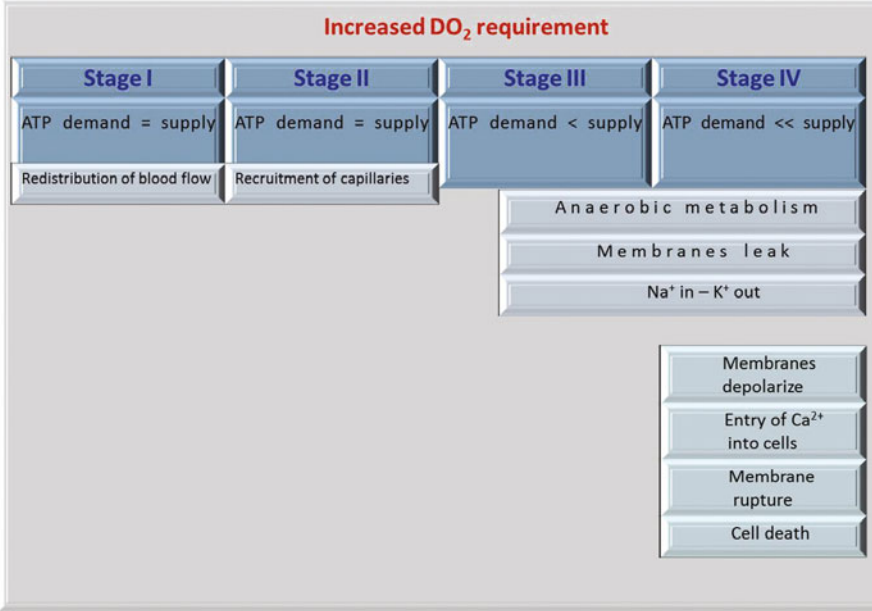 Increased DO₂ requirement
Stage I
Stage II
Stage III
Stage IV
ATP demand = supply
ATP demand = supply
ATP demand < supply
ATP demand << supply
Redistribution of blood flow
Recruitment of capillaries
Anaerobic metabolism
Membranes leak
Na⁺ in – K⁺ out
Membranes
depolarize
Entry of Ca²⁺
into cells
Membrane
rupture
Cell death